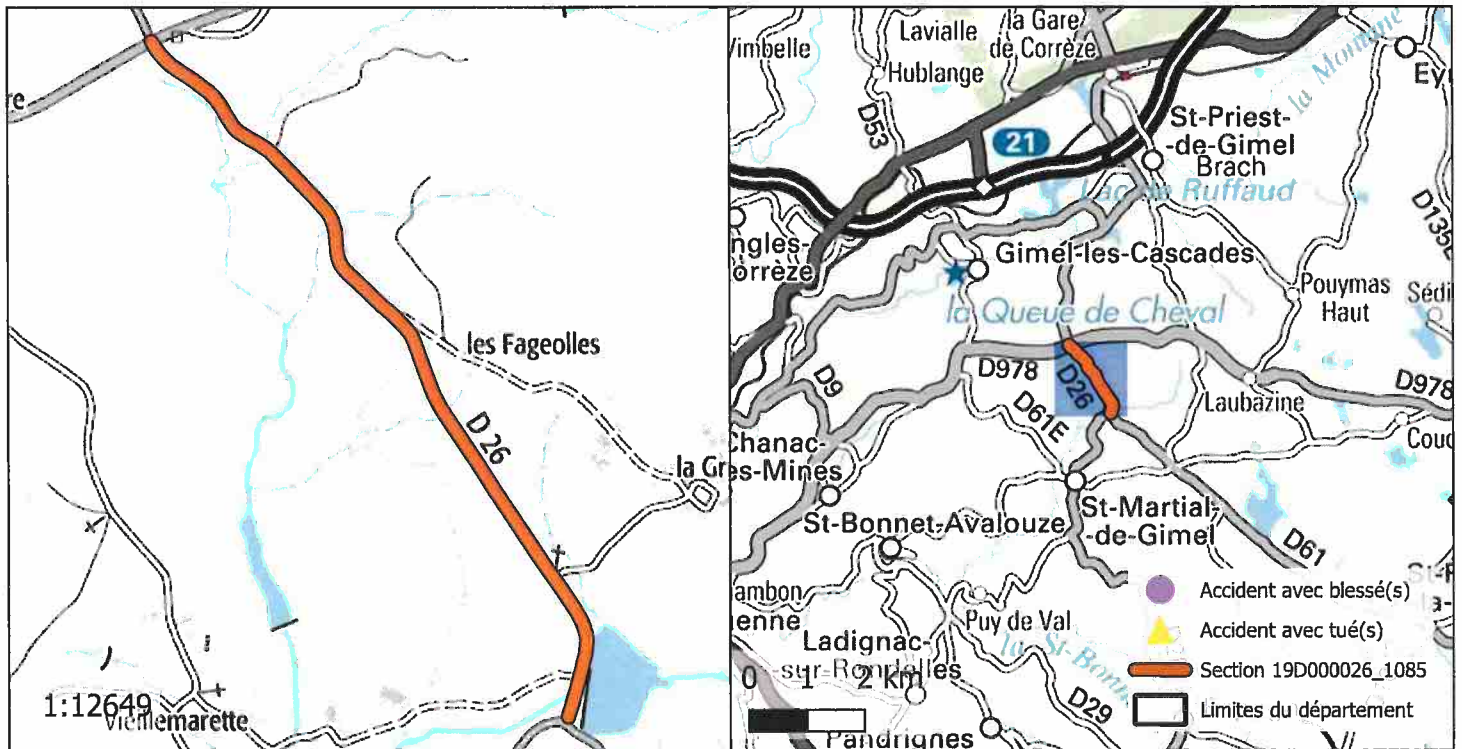 les Fageolles
D 26
1:12649
Vieillemarette
Lavialle
Hublange
la Gare
de Corrèze
la Montane
D53
21
St-Priest-
-de-Gimel
Brach
Lac de Ruffaud
D135E
Gimel-les-Cascades
la Queue de Cheval
Pouymas
Haut
D978
D26
D9
D61E
Laubazine
D978
Chanac-
les-Mines
St-Bonnet-Avalouze
St-Martial-
-de-Gimel
D61
Puy de Val
Ladignac-
sur-Rondelles
0 1 2 km
D29
Pandrignes
Accident avec blessé(s)
Accident avec tué(s)
Section 19D000026_1085
Limites du département